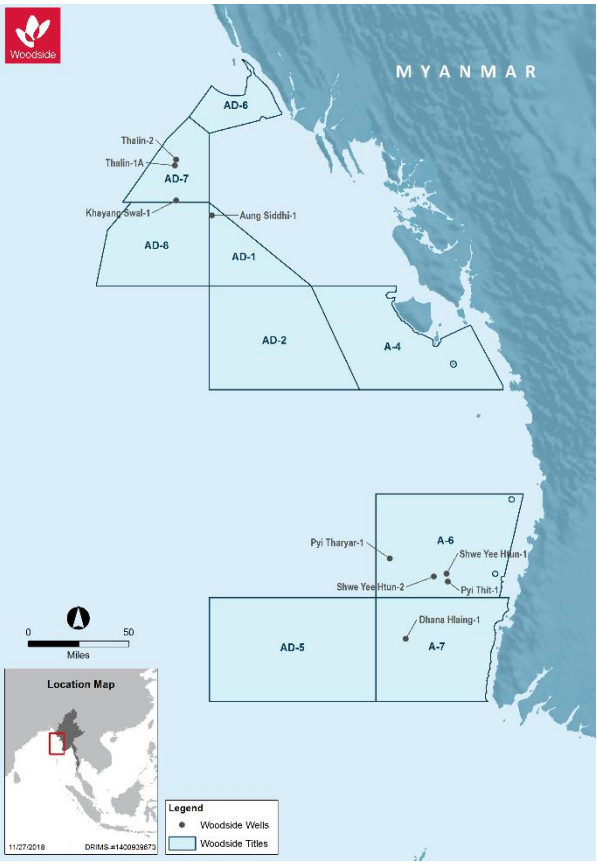 Woodside
MYANMAR
AD-6
Thalin-2
Thalin-1A
AD-7
Khayang Swal-1
Aung Siddhi-1
AD-8
AD-1
AD-2
A-4
A-6
Pyi Tharyar-1
Shwe Yee Htun-1
Shwe Yee Htun-2
Pyi Thit-1
Dhana Hlaing-1
AD-5
A-7
0 50
Miles
Location Map
11/27/2018 DRIMS-#1400939673
Legend
Woodside Wells
Woodside Titles